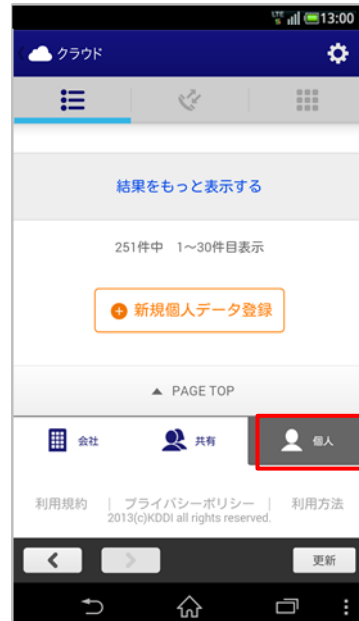 LTE 13:00
クラウド
結果をもっと表示する
251件中 1～30件目表示
新規個人データ登録
▲ PAGE TOP
会社 共有 個人
利用規約 | プライバシーポリシー | 利用方法
2013(c)KDDI all rights reserved.
更新